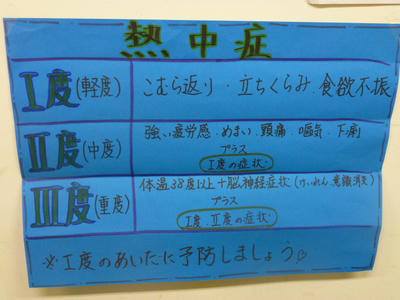 熱中症
I度(軽度) こむら返り・立ちくらみ・食欲不振
II度(中度) 強い疲労感・めまい・頭痛・嘔気・下痢
プラス
I度の症状
III度(重度) 体温38度以上+脳神経症状(けいれん、意識消失)
プラス
I度・II度の症状
※I度のあいだに予防しましょう♡